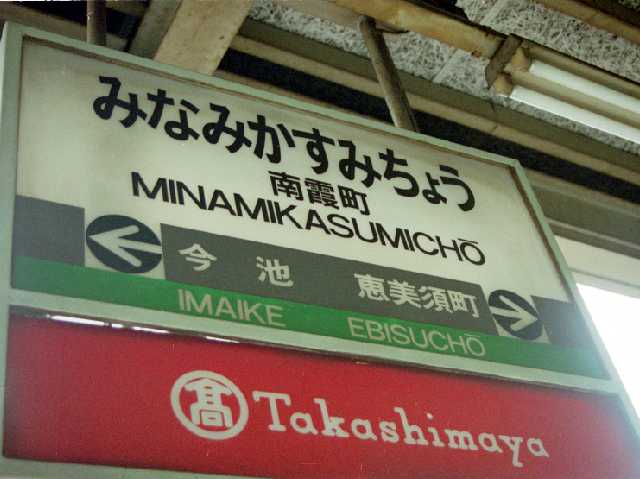 みなみかすみちょう
南霞町
MINAMIKASUMICHŌ
今池 恵美須町
IMAIKE EBISUCHŌ
髙 Takashimaya